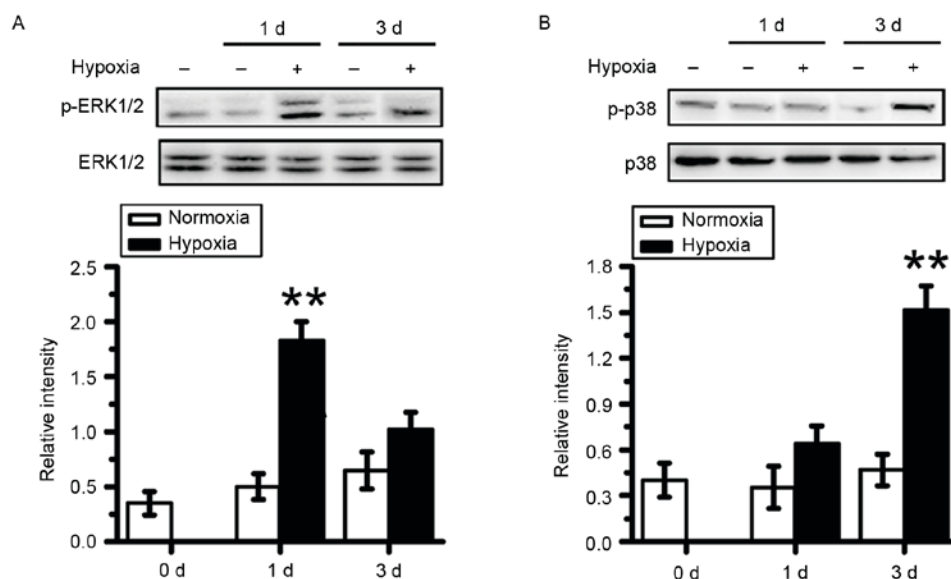 A
1 d 3 d
Hypoxia – – + – +
p-ERK1/2
ERK1/2
Normoxia
Hypoxia
Relative intensity
2.5
2.0
1.5
1.0
0.5
0.0
**
0 d 1 d 3 d
B
1 d 3 d
Hypoxia – – + – +
p-p38
p38
Normoxia
Hypoxia
Relative intensity
1.8
1.5
1.2
0.9
0.6
0.3
0.0
**
0 d 1 d 3 d